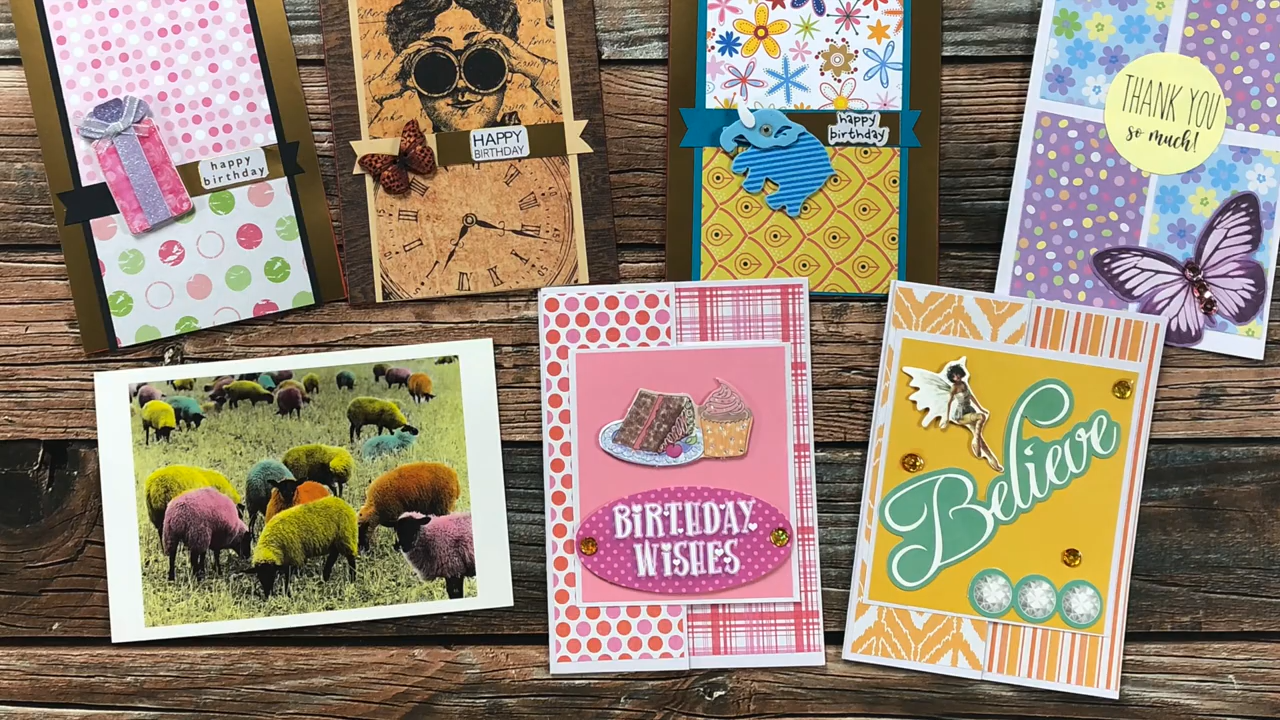 happy
birthday
HAPPY
BIRTHDAY
happy
birthday
THANK YOU
so much!
BIRTHDAY
WISHES
Believe